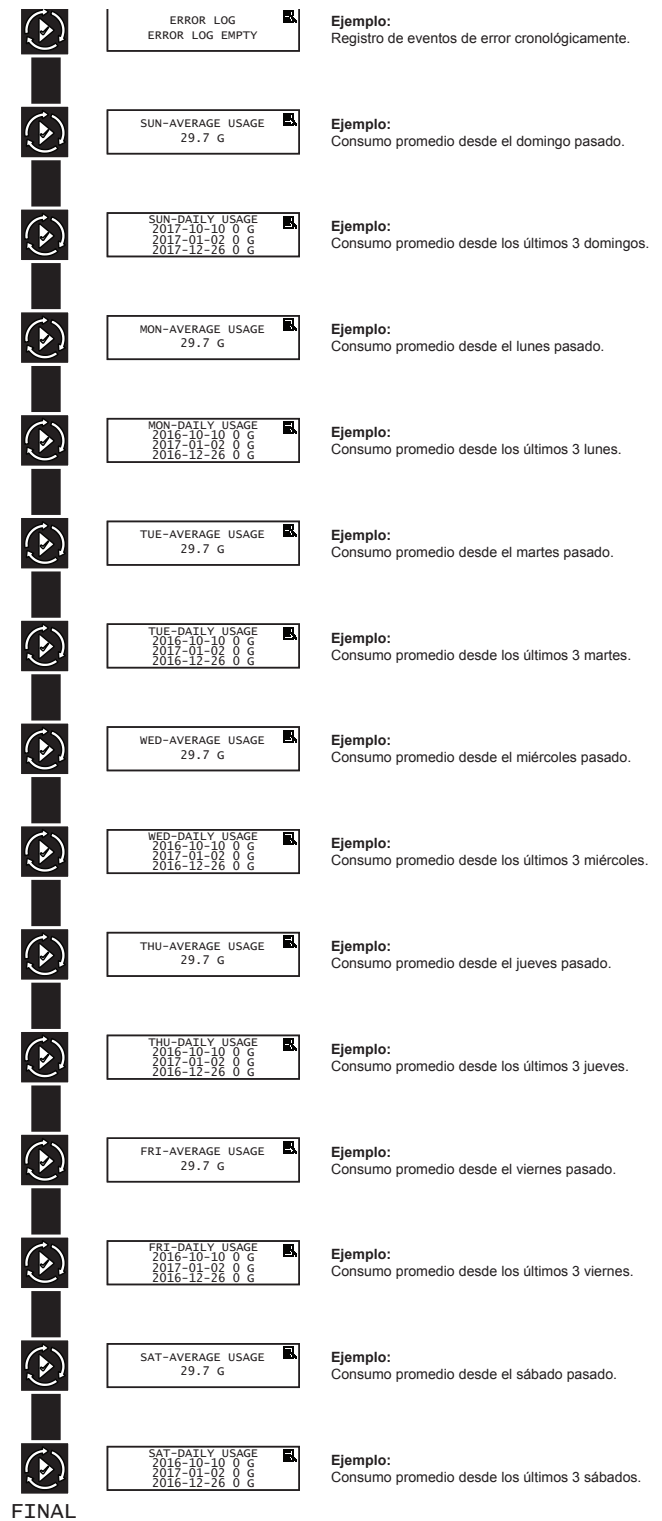 ERROR LOG
ERROR LOG EMPTY
Ejemplo:
Registro de eventos de error cronológicamente.
SUN-AVERAGE USAGE
29.7 G
Ejemplo:
Consumo promedio desde el domingo pasado.
SUN-DAILY USAGE
2017-10-10 0 G
2017-01-02 0 G
2017-12-26 0 G
Ejemplo:
Consumo promedio desde los últimos 3 domingos.
MON-AVERAGE USAGE
29.7 G
Ejemplo:
Consumo promedio desde el lunes pasado.
MON-DAILY USAGE
2016-10-10 0 G
2017-01-02 0 G
2016-12-26 0 G
Ejemplo:
Consumo promedio desde los últimos 3 lunes.
TUE-AVERAGE USAGE
29.7 G
Ejemplo:
Consumo promedio desde el martes pasado.
TUE-DAILY USAGE
2016-10-10 0 G
2017-01-02 0 G
2016-12-26 0 G
Ejemplo:
Consumo promedio desde los últimos 3 martes.
WED-AVERAGE USAGE
29.7 G
Ejemplo:
Consumo promedio desde el miércoles pasado.
WED-DAILY USAGE
2016-10-10 0 G
2017-01-02 0 G
2016-12-26 0 G
Ejemplo:
Consumo promedio desde los últimos 3 miércoles.
THU-AVERAGE USAGE
29.7 G
Ejemplo:
Consumo promedio desde el jueves pasado.
THU-DAILY USAGE
2016-10-10 0 G
2017-01-02 0 G
2016-12-26 0 G
Ejemplo:
Consumo promedio desde los últimos 3 jueves.
FRI-AVERAGE USAGE
29.7 G
Ejemplo:
Consumo promedio desde el viernes pasado.
FRI-DAILY USAGE
2016-10-10 0 G
2017-01-02 0 G
2016-12-26 0 G
Ejemplo:
Consumo promedio desde los últimos 3 viernes.
SAT-AVERAGE USAGE
29.7 G
Ejemplo:
Consumo promedio desde el sábado pasado.
SAT-DAILY USAGE
2016-10-10 0 G
2017-01-02 0 G
2016-12-26 0 G
Ejemplo:
Consumo promedio desde los últimos 3 sábados.
FINAL